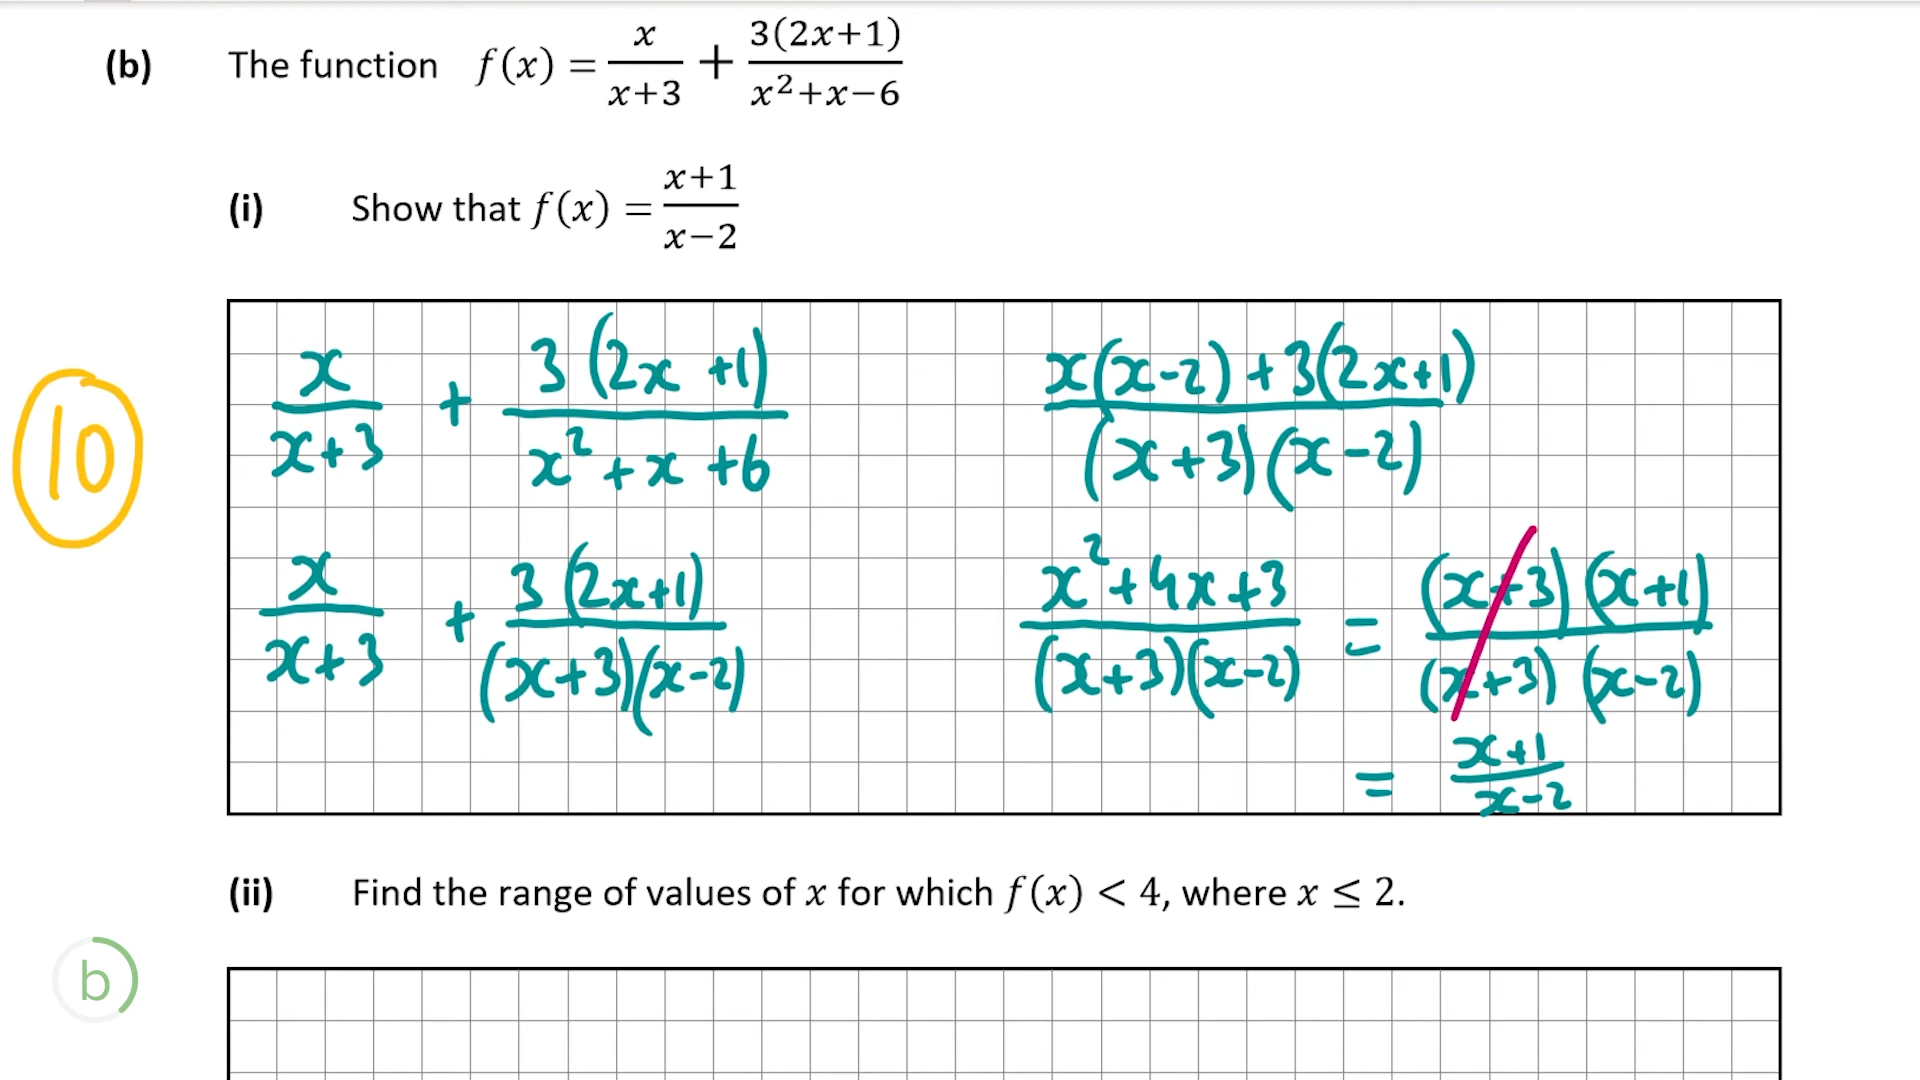 (b) The function f(x) = x/(x+3) + 3(2x+1)/(x²+x−6)
(i) Show that f(x) = (x+1)/(x−2)
10
x/(x+3) + 3(2x+1)/(x²+x+6)
x/(x+3) + 3(2x+1)/((x+3)(x-2))
(x(x-2)+3(2x+1))/((x+3)(x-2))
(x²+4x+3)/((x+3)(x-2)) = ((x+3)(x+1))/((x+3)(x-2))
= (x+1)/(x-2)
(ii) Find the range of values of x for which f(x) < 4, where x ≤ 2.
b